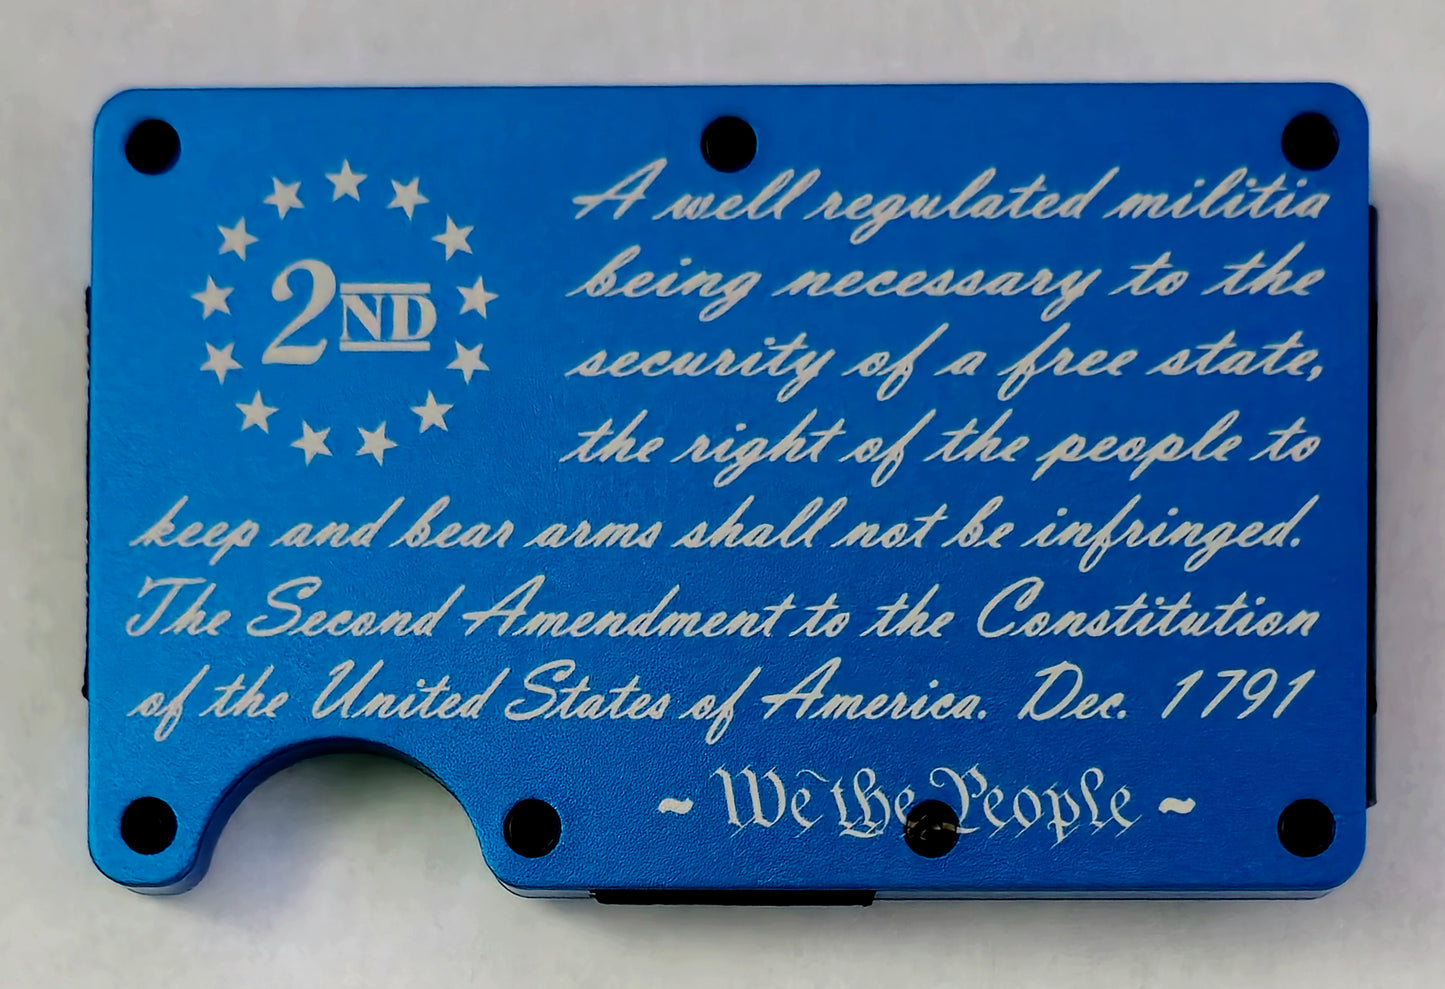 2ND
A well regulated militia
being necessary to the
security of a free state,
the right of the people to
keep and bear arms shall not be infringed.
The Second Amendment to the Constitution
of the United States of America. Dec. 1791
~ We the People ~